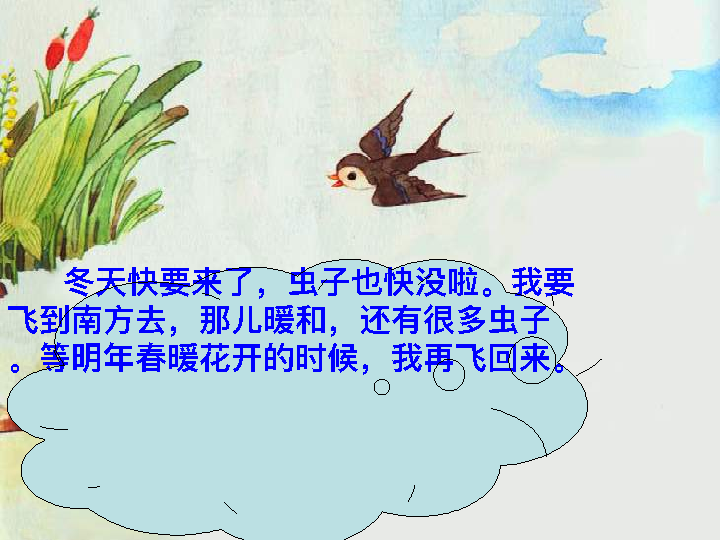 冬天快要来了，虫子也快没啦。我要
飞到南方去，那儿暖和，还有很多虫子
。等明年春暖花开的时候，我再飞回来。